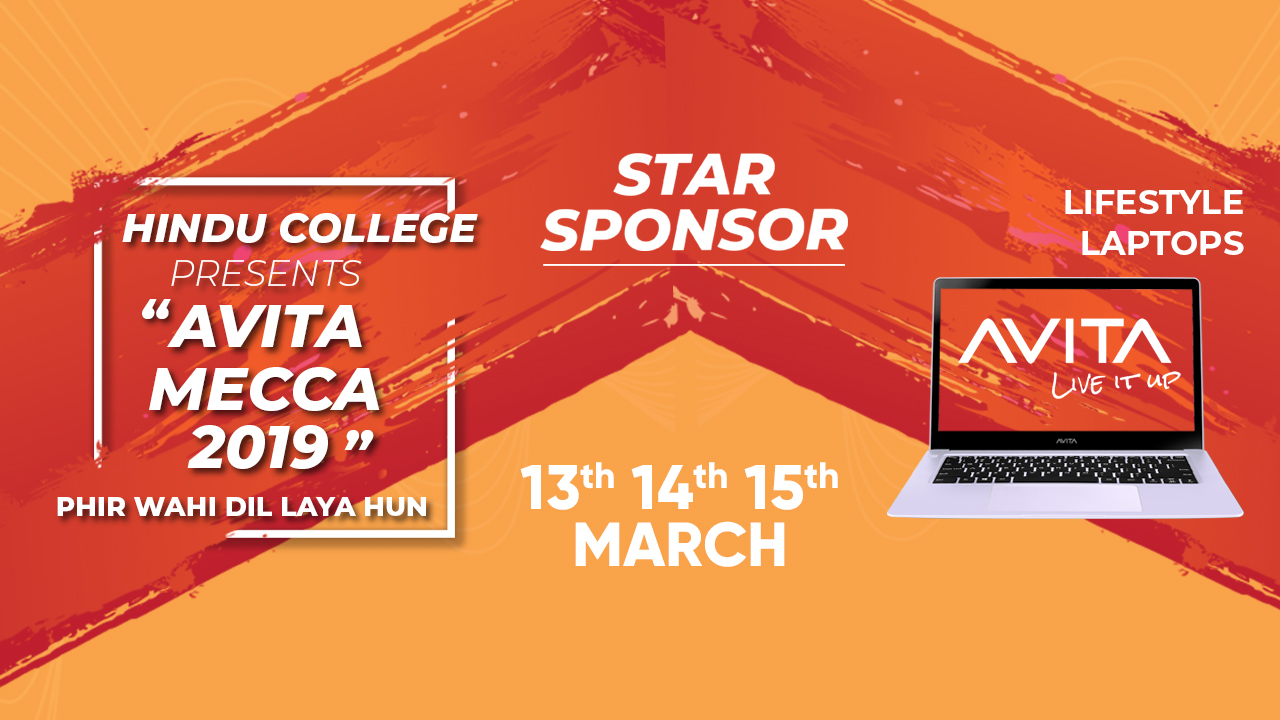 HINDU COLLEGE
PRESENTS
“AVITA
MECCA
2019”
PHIR WAHI DIL LAYA HUN
STAR
SPONSOR
13th 14th 15th
MARCH
LIFESTYLE
LAPTOPS
AVITA
LIVE IT UP
AVITA